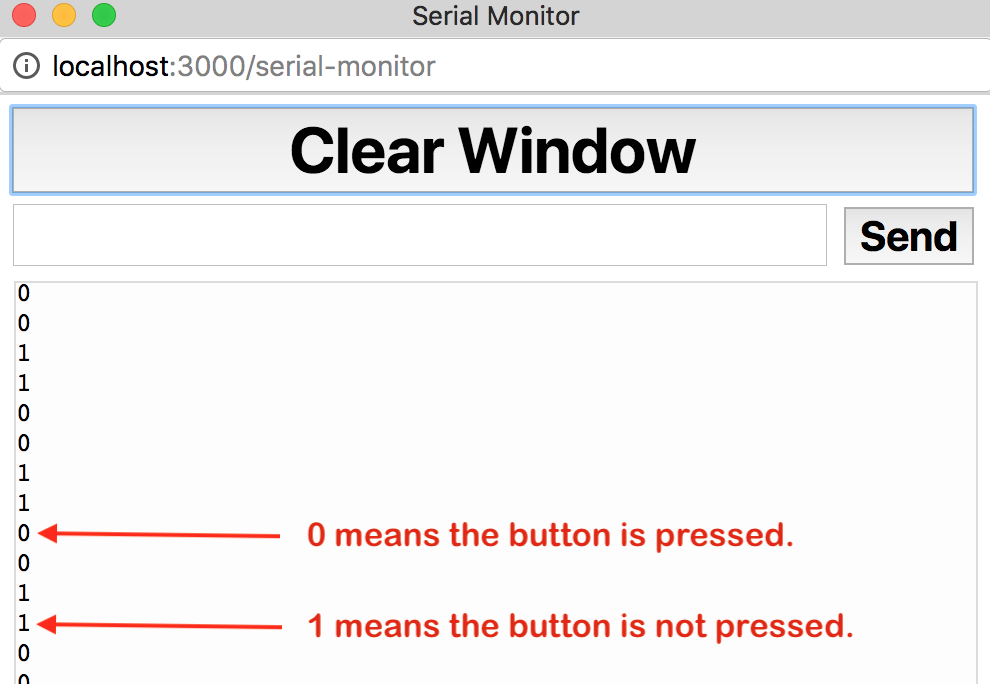 Serial Monitor
localhost:3000/serial-monitor
Clear Window
Send
0
0
1
1
0
0
1
1
0 0 means the button is pressed.
0
1
1 1 means the button is not pressed.
0
0